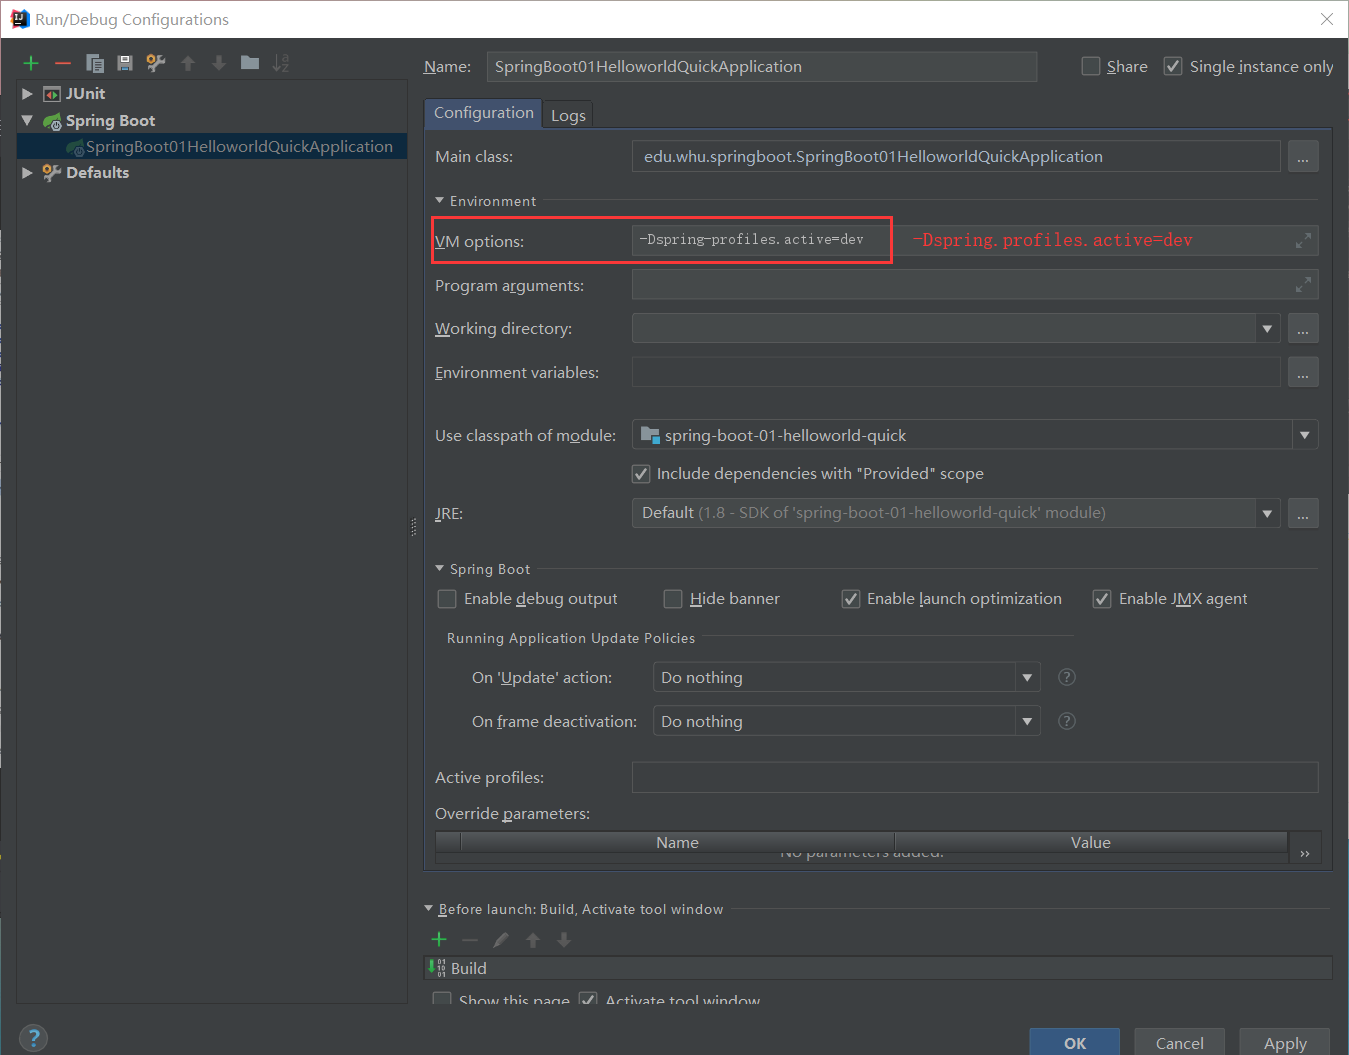 Run/Debug Configurations
Name: SpringBoot01HelloworldQuickApplication Share Single instance only
JUnit
Spring Boot
SpringBoot01HelloworldQuickApplication
Defaults
Configuration Logs
Main class: edu.whu.springboot.SpringBoot01HelloworldQuickApplication ...
Environment
VM options: -Dspring-profiles.active=dev -Dspring.profiles.active=dev
Program arguments:
Working directory: ...
Environment variables: ...
Use classpath of module: spring-boot-01-helloworld-quick
Include dependencies with "Provided" scope
JRE: Default (1.8 - SDK of 'spring-boot-01-helloworld-quick' module) ...
Spring Boot
Enable debug output Hide banner Enable launch optimization Enable JMX agent
Running Application Update Policies
On 'Update' action: Do nothing ?
On frame deactivation: Do nothing ?
Active profiles:
Override parameters:
Name Value
No parameters added. »
Before launch: Build, Activate tool window
Build
Show this page Activate tool window
? OK Cancel Apply